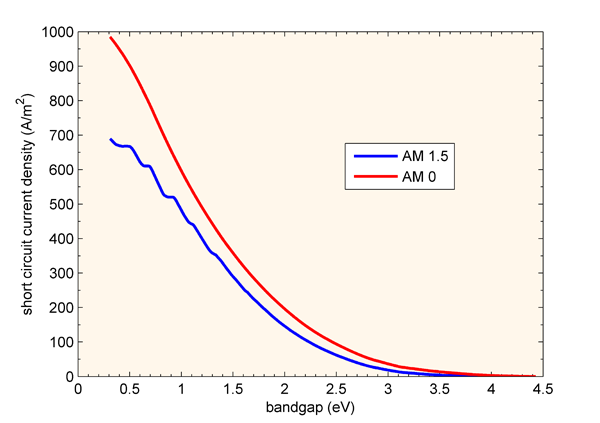 1000
900
800
700
600
500
400
300
200
100
0
short circuit current density (A/m²)
AM 1.5
AM 0
0 0.5 1 1.5 2 2.5 3 3.5 4 4.5
bandgap (eV)